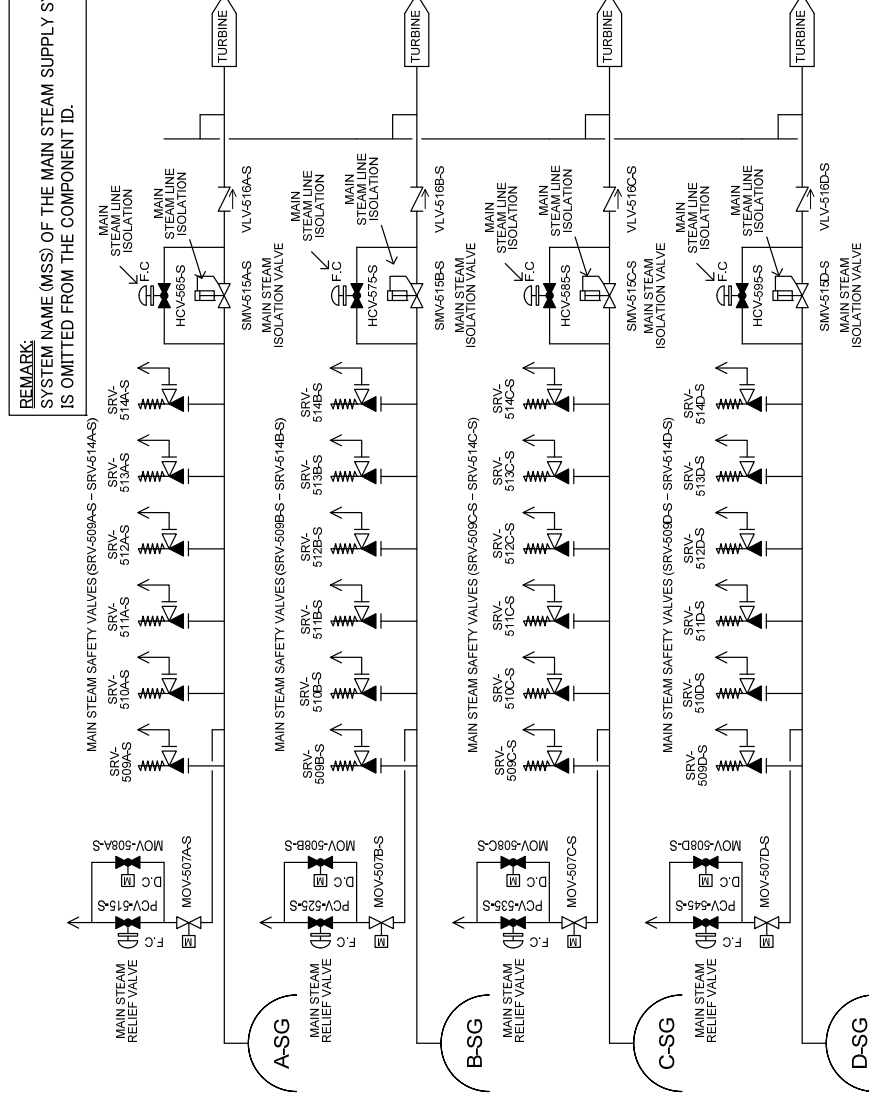 REMARK:
SYSTEM NAME (MSS) OF THE MAIN STEAM SUPPLY SY
IS OMITTED FROM THE COMPONENT ID.
MAIN STEAM
RELIEF VALVE
F.C
PCV-515-S
M
D.C
MOV-508A-S
M
MOV-507A-S
A-SG
MAIN STEAM SAFETY VALVES (SRV-509A-S – SRV-514A-S)
SRV-
509A-S
SRV-
510A-S
SRV-
511A-S
SRV-
512A-S
SRV-
513A-S
SRV-
514A-S
MAIN
STEAM LINE
ISOLATION
F.C
HCV-565-S
MAIN
STEAM LINE
ISOLATION
SMV-515A-S
MAIN STEAM
ISOLATION VALVE
VLV-516A-S
TURBINE
MAIN STEAM
RELIEF VALVE
F.C
PCV-525-S
M
D.C
MOV-508B-S
M
MOV-507B-S
B-SG
MAIN STEAM SAFETY VALVES (SRV-509B-S – SRV-514B-S)
SRV-
509B-S
SRV-
510B-S
SRV-
511B-S
SRV-
512B-S
SRV-
513B-S
SRV-
514B-S
MAIN
STEAM LINE
ISOLATION
F.C
HCV-575-S
MAIN
STEAM LINE
ISOLATION
SMV-515B-S
MAIN STEAM
ISOLATION VALVE
VLV-516B-S
TURBINE
MAIN STEAM
RELIEF VALVE
F.C
PCV-535-S
M
D.C
MOV-508C-S
M
MOV-507C-S
C-SG
MAIN STEAM SAFETY VALVES (SRV-509C-S – SRV-514C-S)
SRV-
509C-S
SRV-
510C-S
SRV-
511C-S
SRV-
512C-S
SRV-
513C-S
SRV-
514C-S
MAIN
STEAM LINE
ISOLATION
F.C
HCV-585-S
MAIN
STEAM LINE
ISOLATION
SMV-515C-S
MAIN STEAM
ISOLATION VALVE
VLV-516C-S
TURBINE
MAIN STEAM
RELIEF VALVE
F.C
PCV-545-S
M
D.C
MOV-508D-S
M
MOV-507D-S
D-SG
MAIN STEAM SAFETY VALVES (SRV-509D-S – SRV-514D-S)
SRV-
509D-S
SRV-
510D-S
SRV-
511D-S
SRV-
512D-S
SRV-
513D-S
SRV-
514D-S
MAIN
STEAM LINE
ISOLATION
F.C
HCV-595-S
MAIN
STEAM LINE
ISOLATION
SMV-515D-S
MAIN STEAM
ISOLATION VALVE
VLV-516D-S
TURBINE